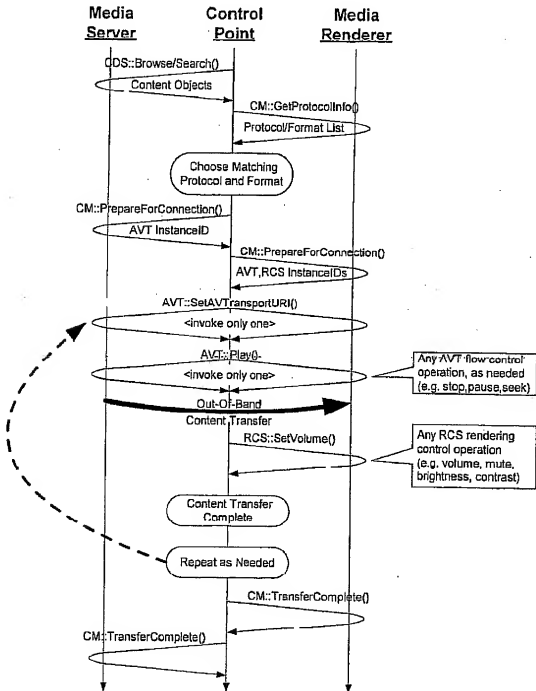 Media Server
Control Point
Media Renderer
CDS::Browse/Search()
Content Objects
CM::GetProtocolInfo()
Protocol/Format List
Choose Matching
Protocol and Format
CM::PrepareForConnection()
AVT InstanceID
CM::PrepareForConnection()
AVT,RCS InstanceIDs
AVT::SetAVTransportURI()
<invoke only one>
AVT::Play()
<invoke only one>
Any AVT flow control
operation, as needed
(e.g. stop,pause,seek)
Out-Of-Band
Content Transfer
RCS::SetVolume()
Any RCS rendering
control operation
(e.g. volume, mute,
brightness, contrast)
Content Transfer
Complete
Repeat as Needed
CM::TransferComplete()
CM::TransferComplete()